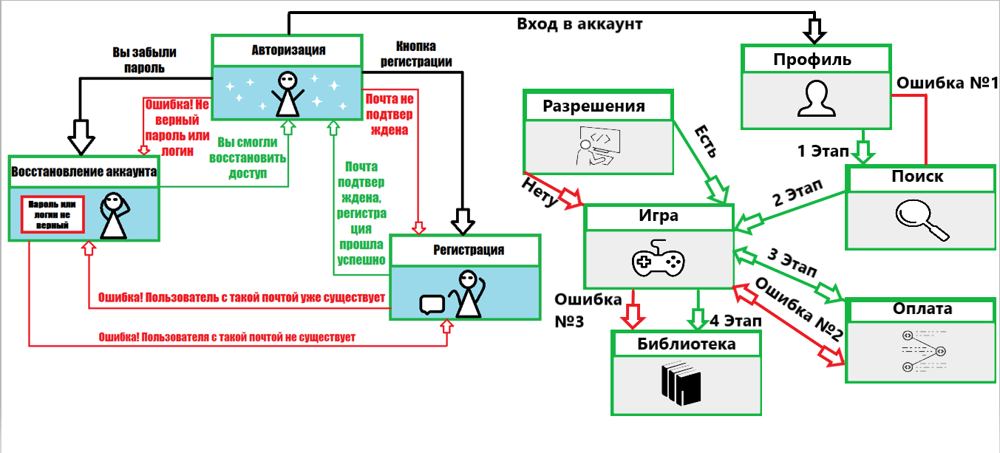 Вход в аккаунт
Авторизация
Вы забыли
пароль
Кнопка
регистрации
Профиль
Ошибка №1
Разрешения
Почта не
подтвер
ждена
Ошибка! Не
верный
пароль или
логин
Вы смогли
восстановить
доступ
Есть
1 Этап
Восстановление аккаунта
Пароль или
логин не
верный
Почта
подтвер
ждена,
регистра
ция
прошла
успешно
Нету
2 Этап
Поиск
Игра
Регистрация
3 Этап
Ошибка! Пользователь с такой почтой уже существует
Ошибка
№3
Ошибка №2
Оплата
4 Этап
Ошибка! Пользователя с такой почтой не существует
Библиотека